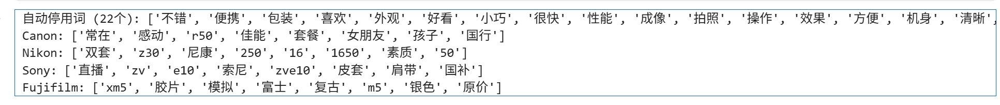 自动停用词 (22个): ['不错', '便携', '包装', '喜欢', '外观', '好看', '小巧', '很快', '性能', '成像', '拍照', '操作', '效果', '方便', '机身', '清晰',
Canon: ['常在', '感动', 'r50', '佳能', '套餐', '女朋友', '孩子', '国行']
Nikon: ['双套', 'z30', '尼康', '250', '16', '1650', '素质', '50']
Sony: ['直播', 'zv', 'e10', '索尼', 'zve10', '皮套', '肩带', '国补']
Fujifilm: ['xm5', '胶片', '模拟', '富士', '复古', 'm5', '银色', '原价']